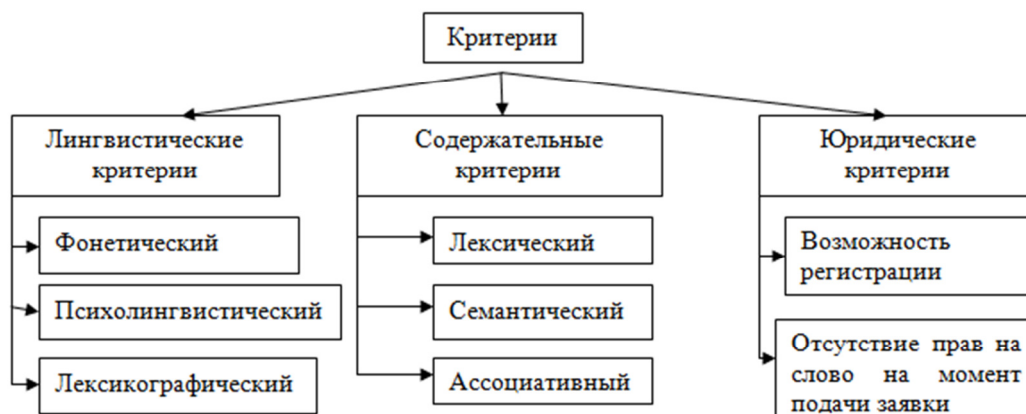 Критерии
Лингвистические
критерии
Фонетический
Психолингвистический
Лексикографический
Содержательные
критерии
Лексический
Семантический
Ассоциативный
Юридические
критерии
Возможность
регистрации
Отсутствие прав на
слово на момент
подачи заявки